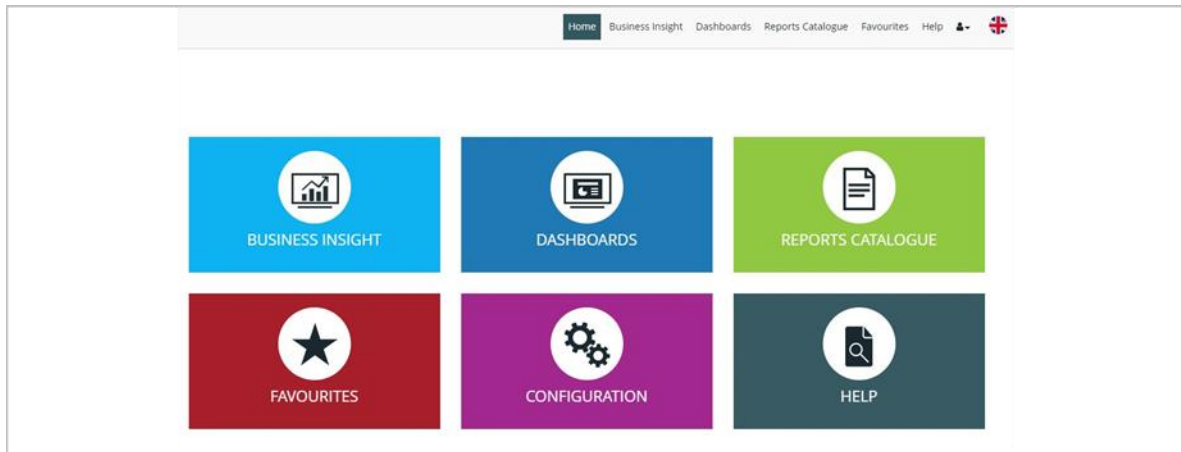 Home Business Insight Dashboards Reports Catalogue Favourites Help
BUSINESS INSIGHT
DASHBOARDS
REPORTS CATALOGUE
FAVOURITES
CONFIGURATION
HELP